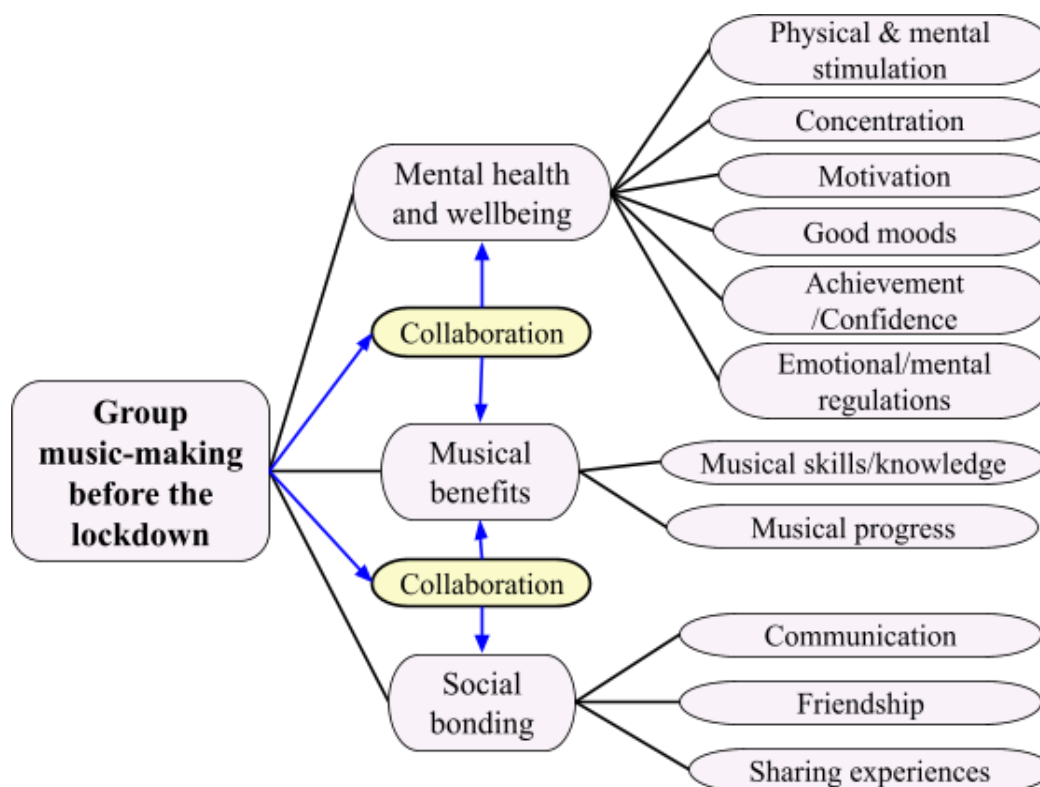 Group
music-making
before the
lockdown
Mental health
and wellbeing
Collaboration
Musical
benefits
Collaboration
Social
bonding
Physical & mental
stimulation
Concentration
Motivation
Good moods
Achievement
/Confidence
Emotional/mental
regulations
Musical skills/knowledge
Musical progress
Communication
Friendship
Sharing experiences